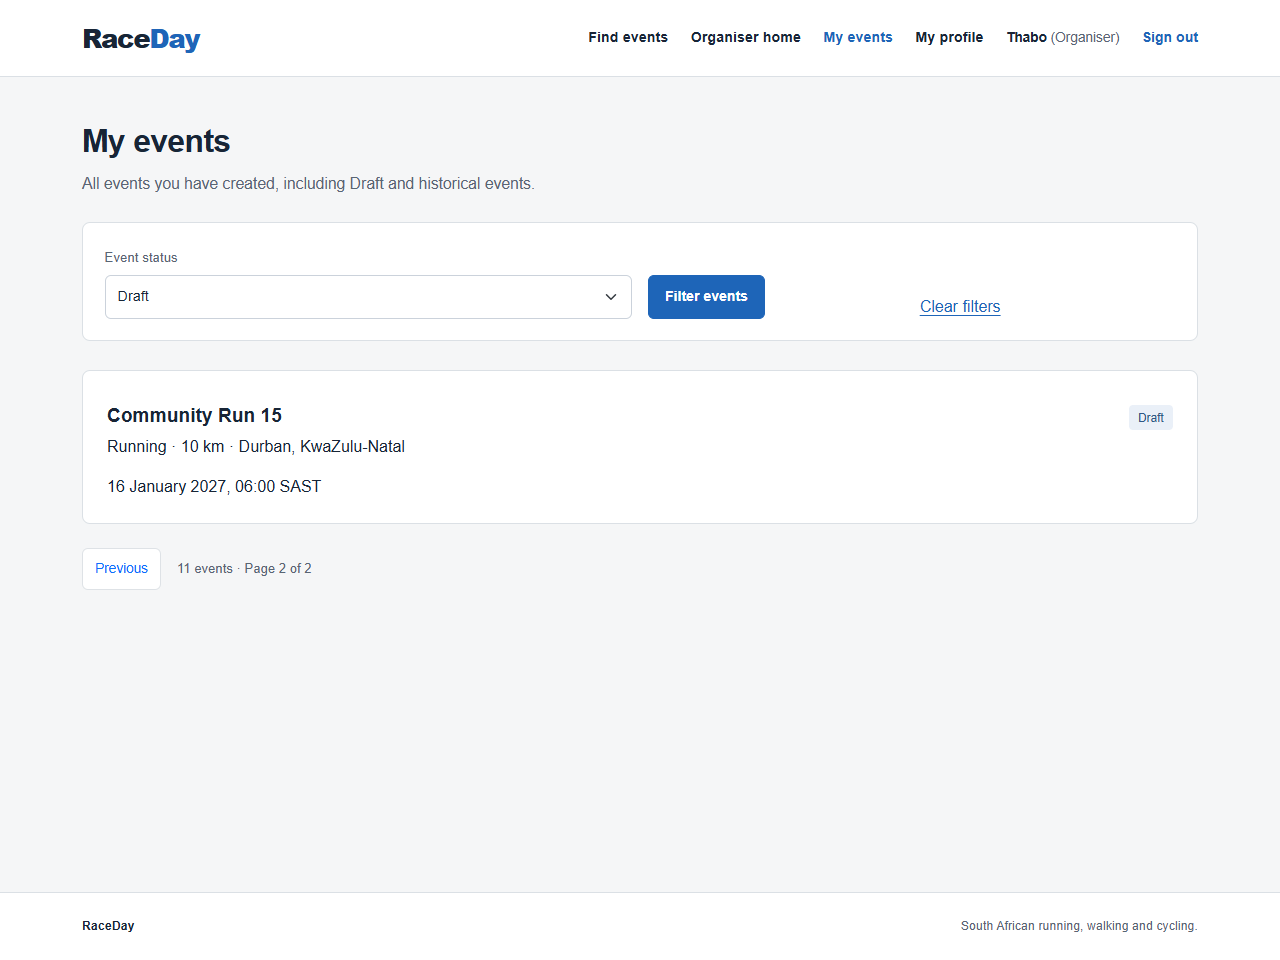 RaceDay
Find events
Organiser home
My events
My profile
Thabo (Organiser)
Sign out
My events
All events you have created, including Draft and historical events.
Event status
Draft
Filter events
Clear filters
Community Run 15
Draft
Running · 10 km · Durban, KwaZulu-Natal
16 January 2027, 06:00 SAST
Previous
11 events · Page 2 of 2
RaceDay
South African running, walking and cycling.